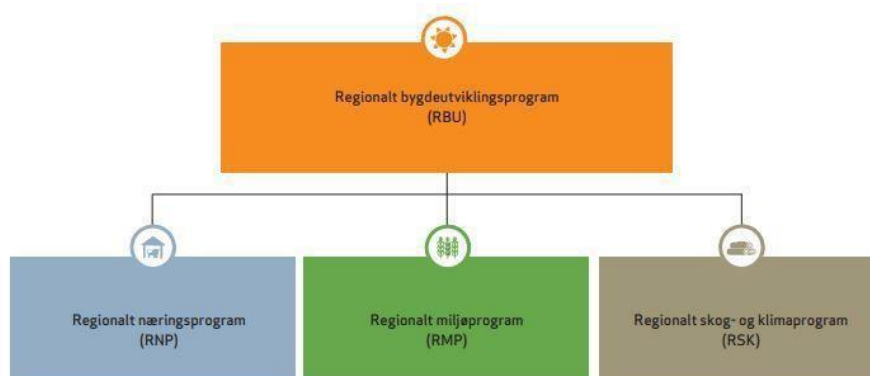 Regionalt bygdeutviklingsprogram
(RBU)
Regionalt næringsprogram
(RNP)
Regionalt miljøprogram
(RMP)
Regionalt skog- og klimaprogram
(RSK)